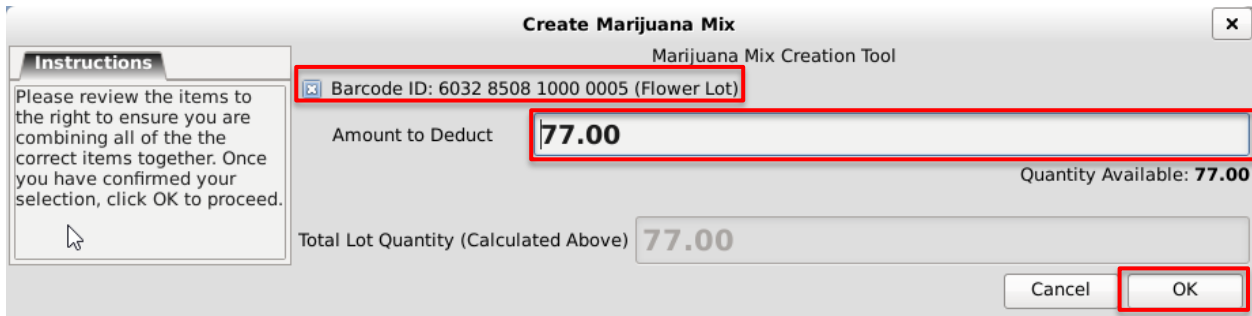 Create Marijuana Mix
Instructions
Please review the items to
the right to ensure you are
combining all of the the
correct items together. Once
you have confirmed your
selection, click OK to proceed.
Marijuana Mix Creation Tool
Barcode ID: 6032 8508 1000 0005 (Flower Lot)
Amount to Deduct 77.00
Quantity Available: 77.00
Total Lot Quantity (Calculated Above) 77.00
Cancel OK